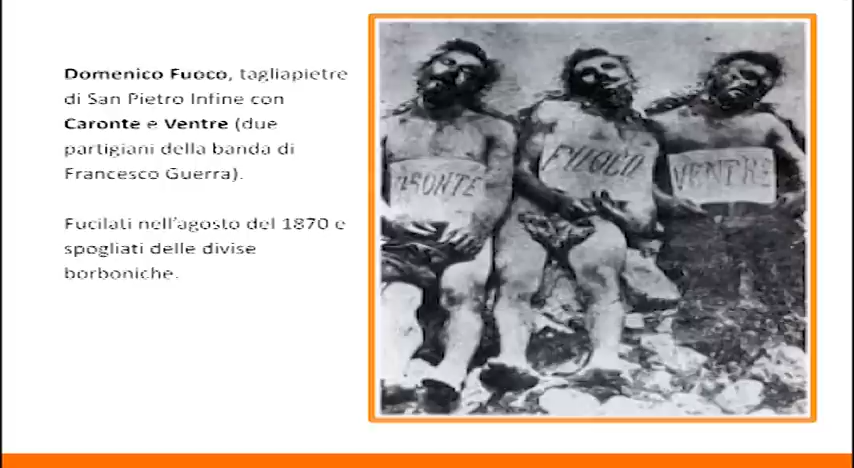 Domenico Fuoco, tagliapietre
di San Pietro Infine con
Caronte e Ventre (due
partigiani della banda di
Francesco Guerra).
Fucilati nell'agosto del 1870 e
spogliati delle divise
borboniche.
FUOCO
VENTRE